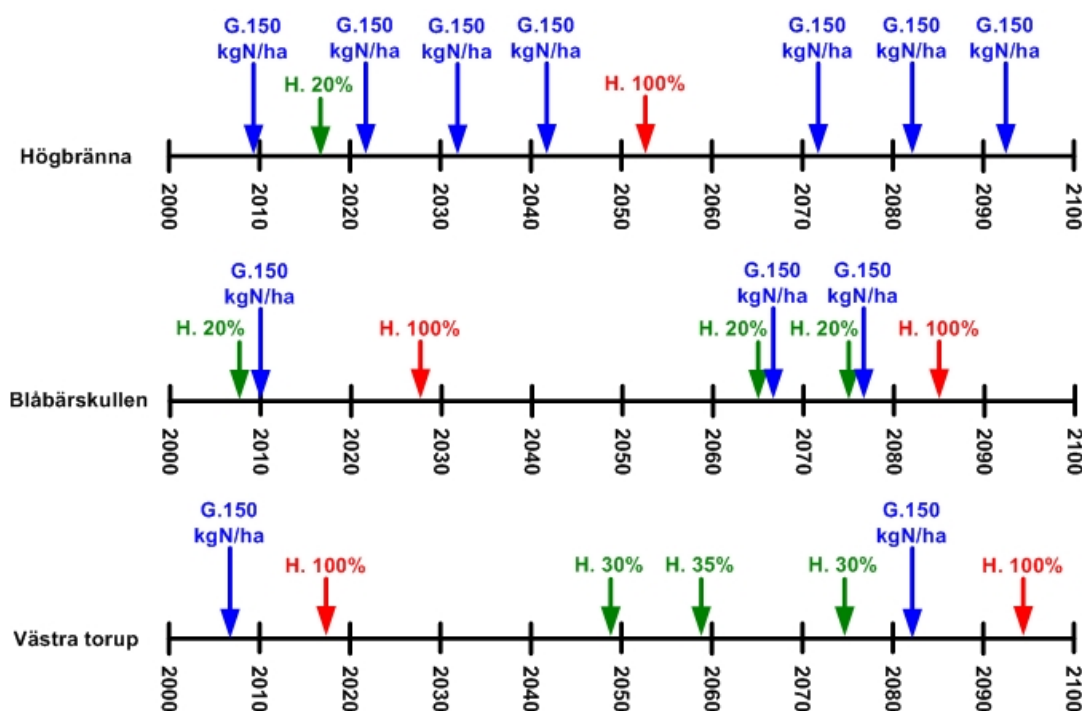 G.150 G.150 G.150 G.150 G.150 G.150 G.150
kgN/ha kgN/ha kgN/ha kgN/ha kgN/ha kgN/ha kgN/ha
H. 20% H. 100%
Högbränna
2000 2010 2020 2030 2040 2050 2060 2070 2080 2090 2100
G.150 G.150 G.150
kgN/ha kgN/ha kgN/ha
H. 20% H. 100% H. 20% H. 20% H. 100%
Blåbärskullen
2000 2010 2020 2030 2040 2050 2060 2070 2080 2090 2100
G.150 G.150
kgN/ha kgN/ha
H. 100% H. 30% H. 35% H. 30% H. 100%
Västra torup
2000 2010 2020 2030 2040 2050 2060 2070 2080 2090 2100